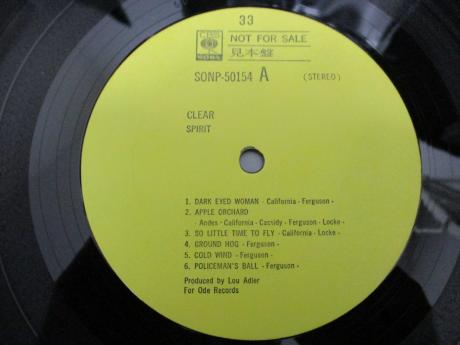 33
CBS NOT FOR SALE
SONY 見本盤
SONP-50154 A (STEREO)
CLEAR
SPIRIT
1. DARK EYED WOMAN - California - Ferguson -
2. APPLE ORCHARD
- Andes - California - Cassidy - Ferguson - Locke -
3. SO LITTLE TIME TO FLY - California - Locke -
4. GROUND HOG - Ferguson -
5. COLD WIND - Ferguson -
6. POLICEMAN'S BALL - Ferguson -
Produced by Lou Adler
For Ode Records